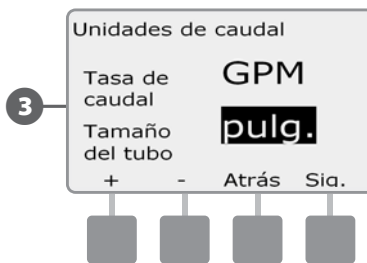 Unidades de caudal
Tasa de caudal
GPM
Tamaño del tubo
pulg.
+ - Atrás Sig.
3